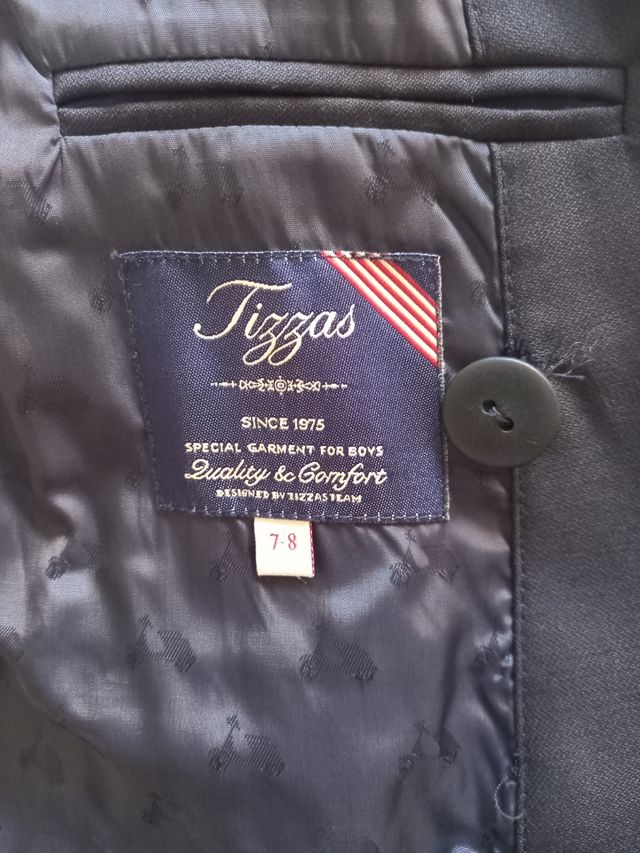 Tizzas
SINCE 1975
SPECIAL GARMENT FOR BOYS
Quality & Comfort
DESIGNED BY TIZZAS TEAM
7-8